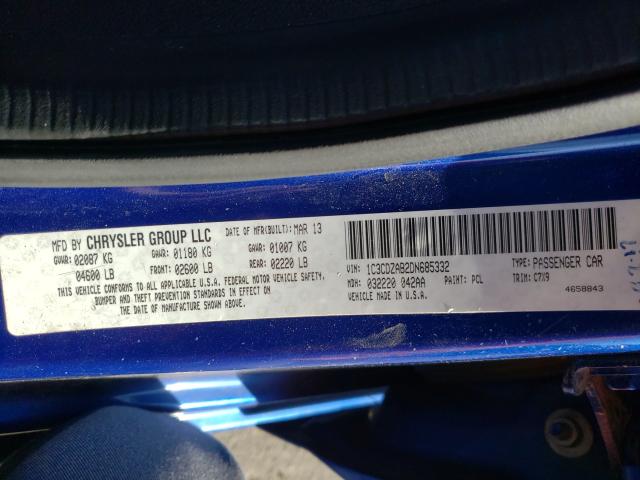 MFD BY CHRYSLER GROUP LLC DATE OF MFR(BUILT): MAR 13
GVWR: 02087 KG GAWR: 01180 KG GAWR: 01007 KG
04600 LB FRONT: 02600 LB REAR: 02220 LB
THIS VEHICLE CONFORMS TO ALL APPLICABLE U.S.A. FEDERAL MOTOR VEHICLE SAFETY,
BUMPER AND THEFT PREVENTION STANDARDS IN EFFECT ON
THE DATE OF MANUFACTURE SHOWN ABOVE.
VIN: 1C3CDZAB2DN685332 TYPE: PASSENGER CAR
MDH: 032220 042AA PAINT: PCL TRIM: C7X9
VEHICLE MADE IN U.S.A. 4658843